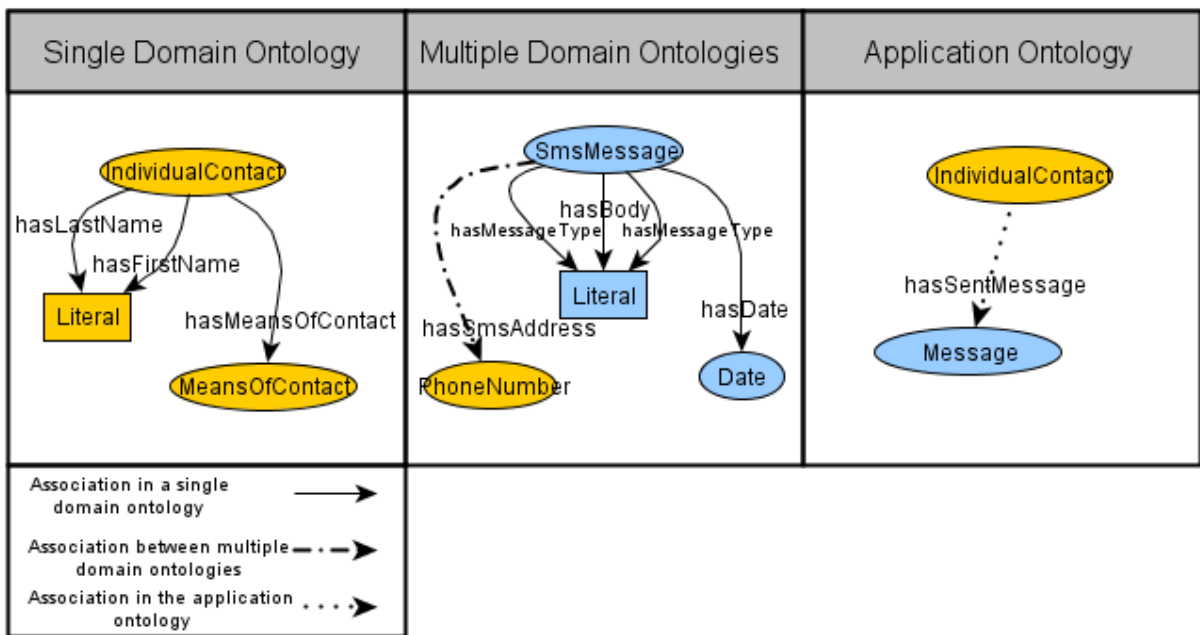 Single Domain Ontology
Multiple Domain Ontologies
Application Ontology
IndividualContact
hasLastName
hasFirstName
Literal
hasMeansOfContact
MeansOfContact
SmsMessage
hasBody
hasMessageType
hasMessageType
Literal
hasSmsAddress
hasDate
PhoneNumber
Date
IndividualContact
hasSentMessage
Message
Association in a single
domain ontology
Association between multiple
domain ontologies
Association in the application
ontology